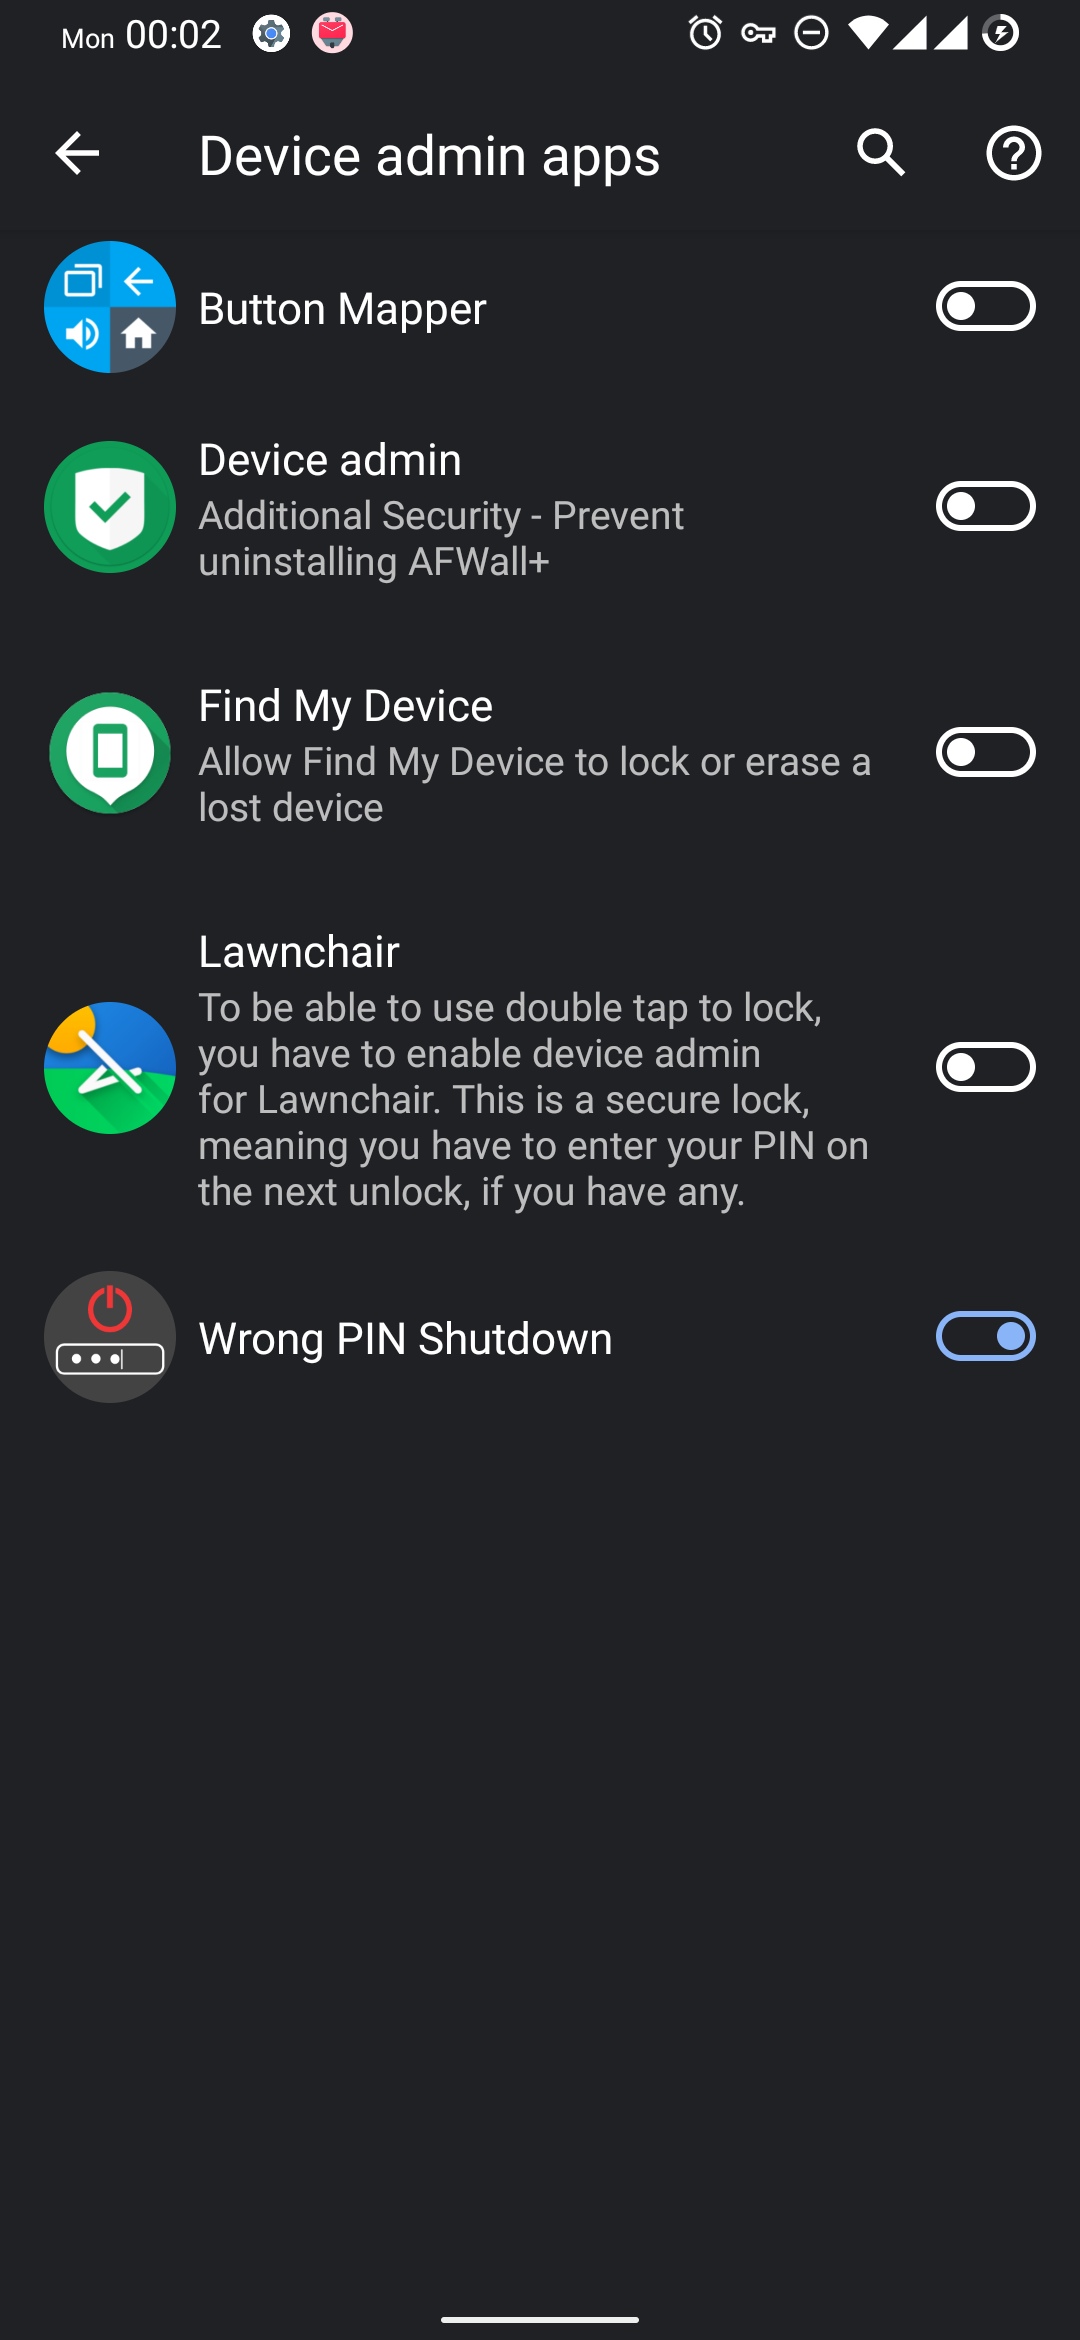 Mon 00:02
Device admin apps
Button Mapper
Device admin
Additional Security - Prevent
uninstalling AFWall+
Find My Device
Allow Find My Device to lock or erase a
lost device
Lawnchair
To be able to use double tap to lock,
you have to enable device admin
for Lawnchair. This is a secure lock,
meaning you have to enter your PIN on
the next unlock, if you have any.
Wrong PIN Shutdown